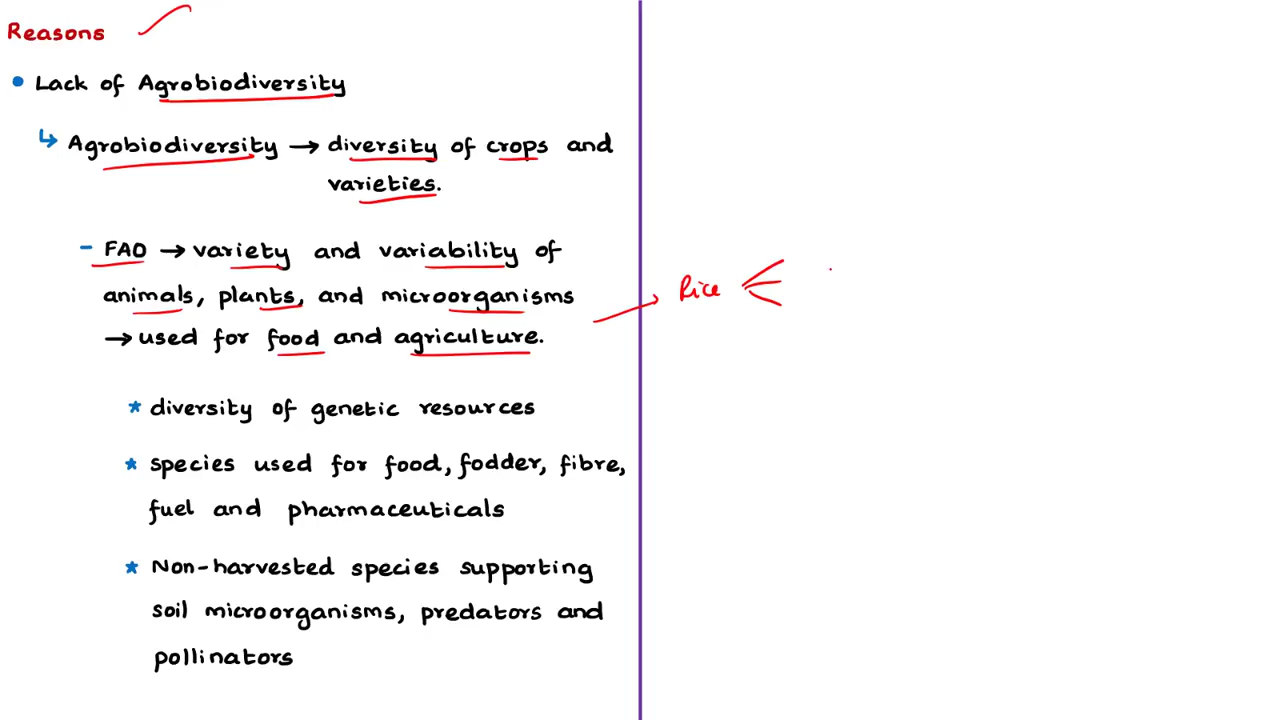 Reasons
• Lack of Agrobiodiversity
↳ Agrobiodiversity → diversity of crops and
varieties.
- FAO → variety and variability of
animals, plants, and microorganisms
→ used for food and agriculture.
Rice
* diversity of genetic resources
* species used for food, fodder, fibre,
fuel and pharmaceuticals
* Non-harvested species supporting
soil microorganisms, predators and
pollinators